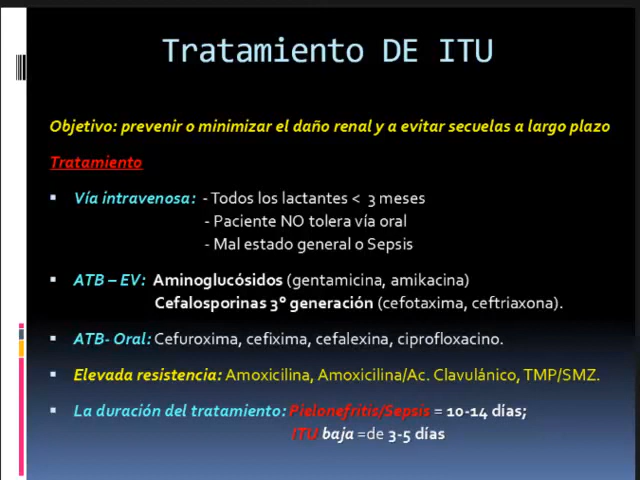 Tratamiento DE ITU
Objetivo: prevenir o minimizar el daño renal y a evitar secuelas a largo plazo
Tratamiento
▪ Vía intravenosa: - Todos los lactantes < 3 meses
- Paciente NO tolera vía oral
- Mal estado general o Sepsis
▪ ATB – EV: Aminoglucósidos (gentamicina, amikacina)
Cefalosporinas 3° generación (cefotaxima, ceftriaxona).
▪ ATB- Oral: Cefuroxima, cefixima, cefalexina, ciprofloxacino.
▪ Elevada resistencia: Amoxicilina, Amoxicilina/Ac. Clavulánico, TMP/SMZ.
▪ La duración del tratamiento: Pielonefritis/Sepsis = 10-14 días;
ITU baja =de 3-5 días